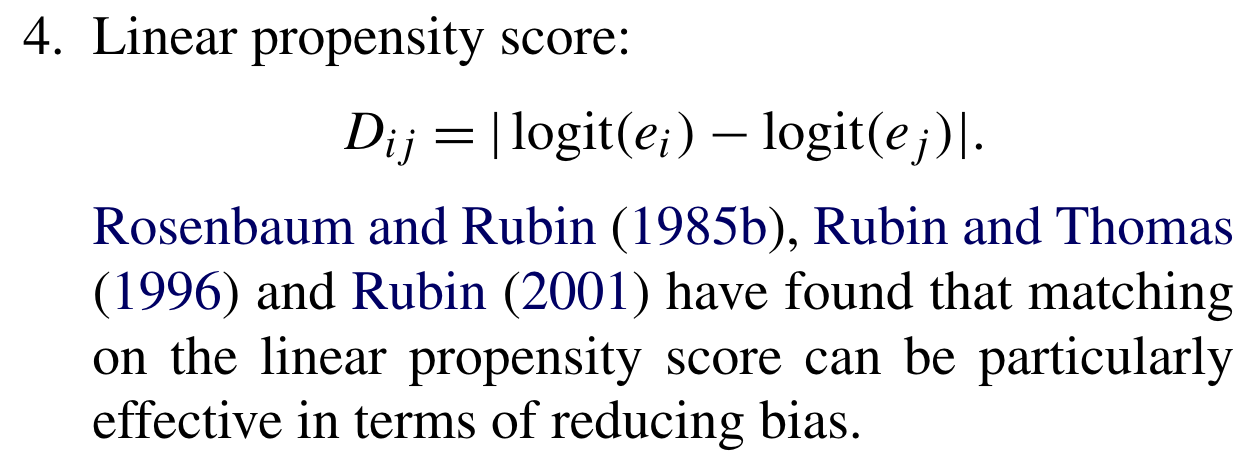 4. Linear propensity score:
D_{ij} = | logit(e_i) − logit(e_j)|.
Rosenbaum and Rubin (1985b), Rubin and Thomas
(1996) and Rubin (2001) have found that matching
on the linear propensity score can be particularly
effective in terms of reducing bias.